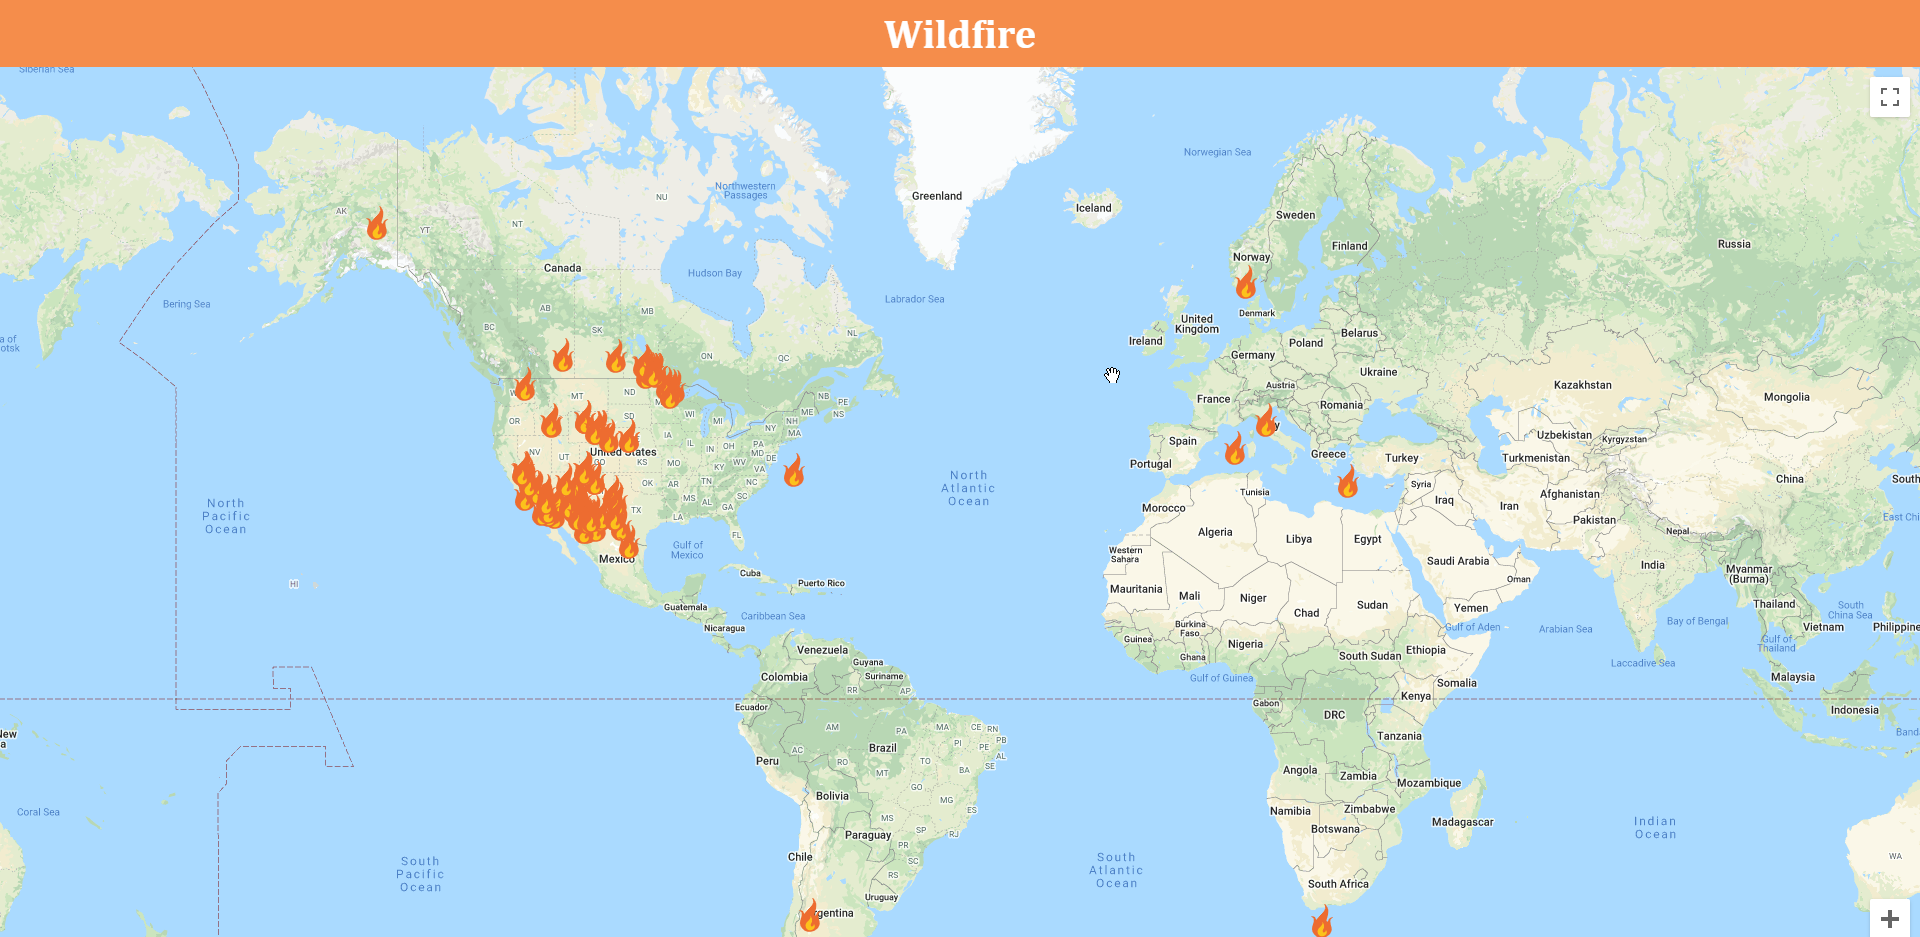 Wildfire
Siberian Sea
Norwegian Sea
Northwestern
Passages
NU
Greenland
Iceland
AK
NT
YT
Sweden
Finland
Russia
Norway
Canada
Hudson Bay
Labrador Sea
Bering Sea
AB
MB
SK
BC
NL
ON
QC
Denmark
United
Kingdom
Ireland
Belarus
Poland
Germany
Ukraine
Austria
Kazakhstan
France
Romania
Mongolia
a of
otsk
MT
ND
NB
PE
ME
NS
OR
SD
WI
MI
NH
NY
MA
IA
PA
MD
DE
IL
IN
OH
Spain
Portugal
Greece
Turkey
Uzbekistan
Kyrgyzstan
Turkmenistan
NV
UT
United States
KS
MO
KY
WV
VA
China
South
Syria
Iraq
Iran
Afghanistan
Pakistan
Nepal
East Chi
OK
AR
TN
NC
MS
AL
SC
GA
TX
LA
FL
North
Atlantic
Ocean
North
Pacific
Ocean
Tunisia
Morocco
Algeria
Libya
Egypt
Western
Sahara
Saudi Arabia
India
Oman
Myanmar
(Burma)
Gulf of
Mexico
Mexico
Cuba
Puerto Rico
HI
Guatemala
Caribbean Sea
Nicaragua
Mauritania
Mali
Niger
Chad
Sudan
Yemen
Gulf of Aden
Arabian Sea
Bay of Bengal
Thailand
South
China Sea
Vietnam
Philippine
Gulf of
Thailand
Laccadive Sea
Malaysia
Guinea
Burkina
Faso
Ghana
Nigeria
South Sudan
Ethiopia
Gulf of Guinea
Somalia
Kenya
Gabon
DRC
Tanzania
Indonesia
Banda
Venezuela
Guyana
Suriname
Colombia
RR
AP
Ecuador
AM
PA
MA
CE
RN
PB
PE
AL
SE
PI
Brazil
AC
RO
TO
BA
MT
Peru
GO
Bolivia
MG
ES
MS
SP
RJ
Paraguay
PR
SC
Chile
RS
Uruguay
rgentina
Angola
Zambia
Mozambique
Namibia
Zimbabwe
Botswana
Madagascar
South Africa
Indian
Ocean
WA
South
Atlantic
Ocean
South
Pacific
Ocean
Coral Sea
New
a